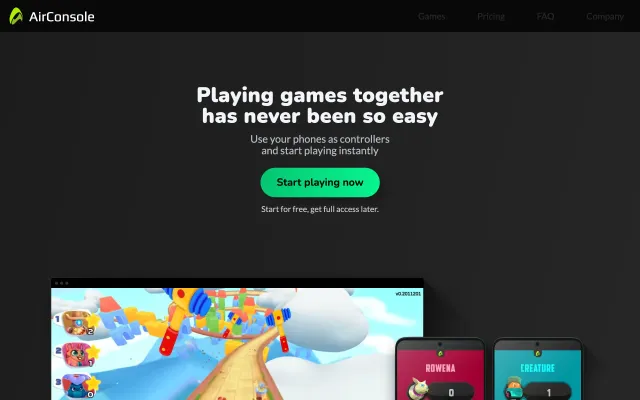 AirConsole
Games
Pricing
FAQ
Company
Playing games together
has never been so easy
Use your phones as controllers
and start playing instantly
Start playing now
Start for free, get full access later.
v0.2011201
1
2
2
1
3
0
ROWENA
0
CREATURE
1